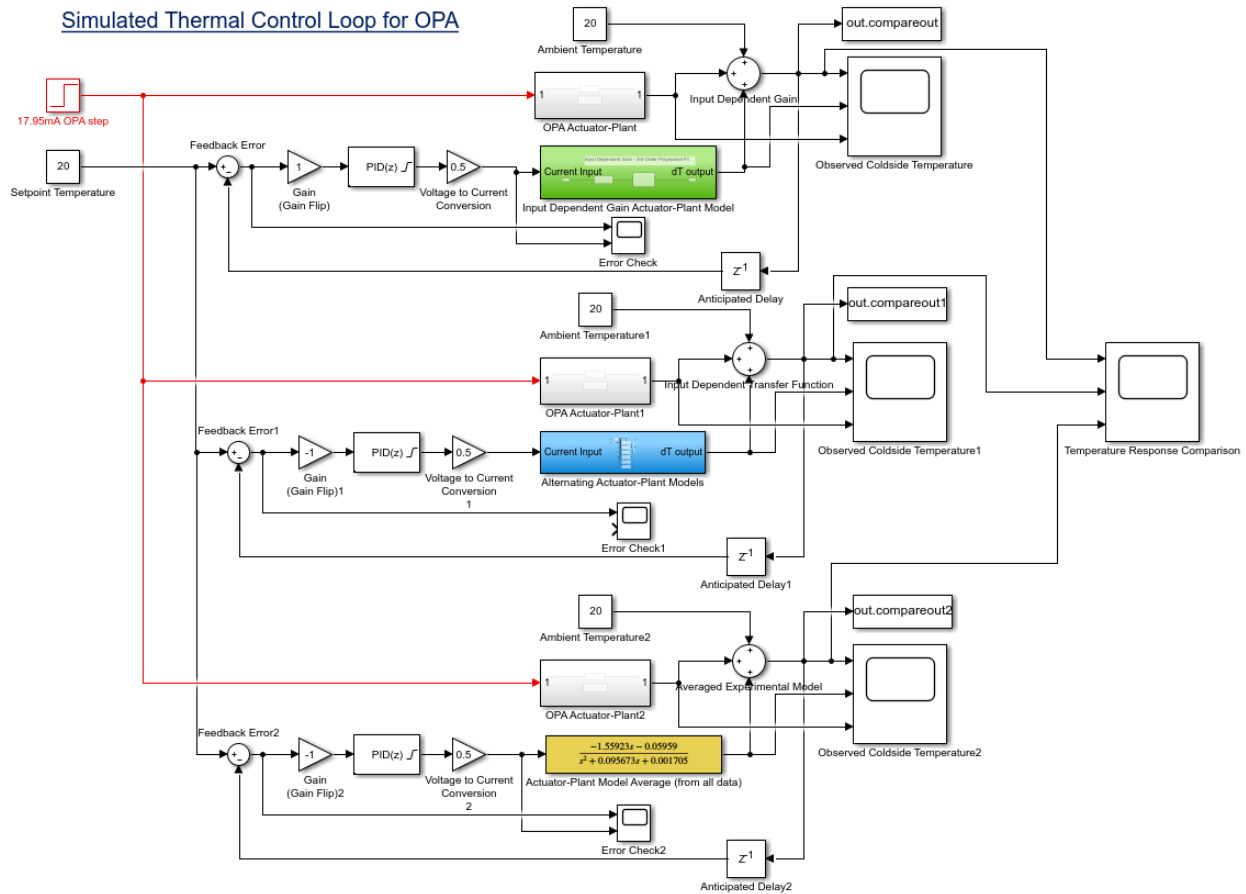 Simulated Thermal Control Loop for OPA
20
Ambient Temperature
out.compareout
17.95mA OPA step
1
1
OPA Actuator-Plant
Input Dependent Gain
Observed Coldside Temperature
20
Setpoint Temperature
Feedback Error
1
Gain
(Gain Flip)
PID(z)
0.5
Voltage to Current
Conversion
Input Dependent Gain - 3rd Order Polynomial Fit
Current Input
dT output
Input Dependent Gain Actuator-Plant Model
Error Check
Z-1
Anticipated Delay
20
Ambient Temperature1
out.compareout1
1
1
OPA Actuator-Plant1
Input Dependent Transfer Function
Observed Coldside Temperature1
Temperature Response Comparison
Feedback Error1
-1
Gain
(Gain Flip)1
PID(z)
0.5
Voltage to Current
Conversion
1
Current Input
dT output
Alternating Actuator-Plant Models
Error Check1
Z-1
Anticipated Delay1
20
Ambient Temperature2
out.compareout2
1
1
OPA Actuator-Plant2
Averaged Experimental Model
Observed Coldside Temperature2
Feedback Error2
-1
Gain
(Gain Flip)2
PID(z)
0.5
Voltage to Current
Conversion
2
−1.55923s − 0.05959
s² + 0.095673s + 0.001705
Actuator-Plant Model Average (from all data)
Error Check2
Z-1
Anticipated Delay2